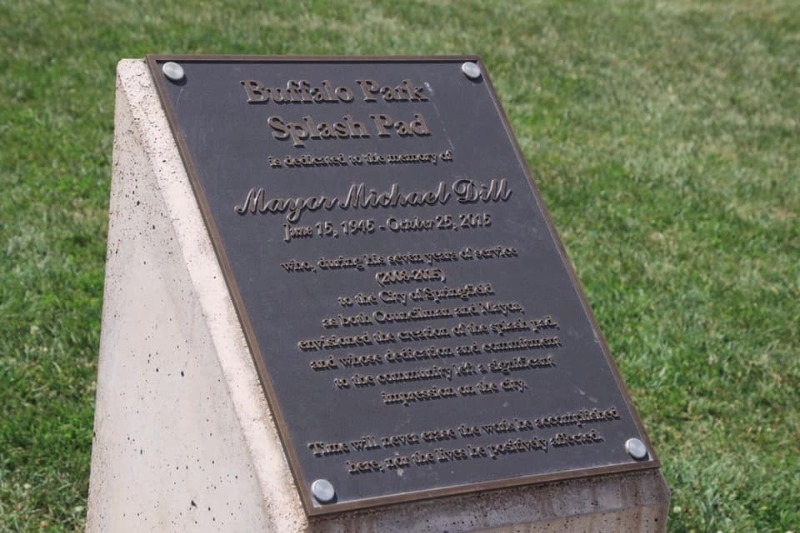 Buffalo Park
Splash Pad
is dedicated to the memory of
Mayor Michael Dill
June 15, 1945 - October 25, 2015
who, during his seven years of service
(2008-2015)
to the City of Springfield
as both Councilman and Mayor,
envisioned the creation of the splash pad,
and whose dedication and commitment
to the community left a significant
impression on the city.
Time will never erase the work he accomplished
here, nor the lives he positively affected.